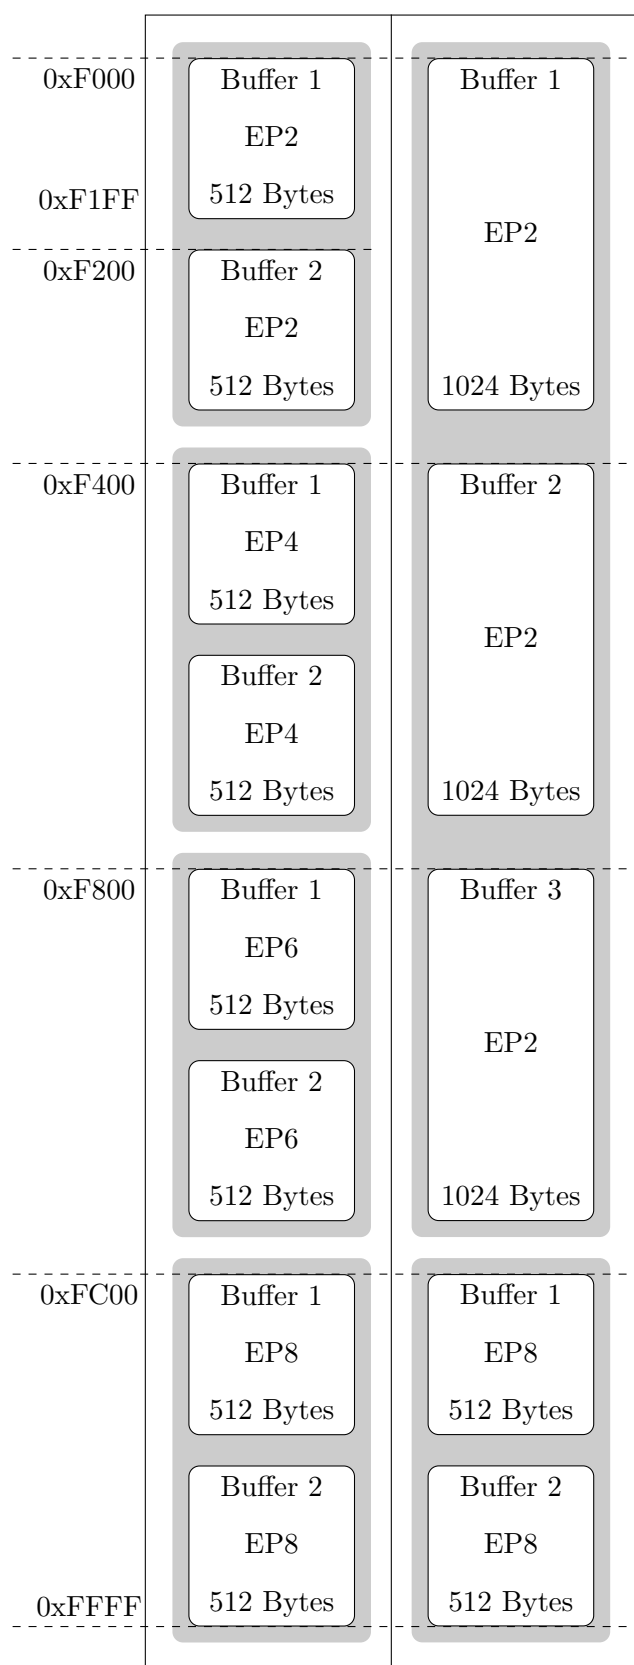 0xF000
Buffer 1
Buffer 1
EP2
512 Bytes
0xF1FF
EP2
0xF200
Buffer 2
EP2
512 Bytes
1024 Bytes
0xF400
Buffer 1
Buffer 2
EP4
512 Bytes
EP2
Buffer 2
EP4
512 Bytes
1024 Bytes
0xF800
Buffer 1
Buffer 3
EP6
512 Bytes
EP2
Buffer 2
EP6
512 Bytes
1024 Bytes
0xFC00
Buffer 1
Buffer 1
EP8
EP8
512 Bytes
512 Bytes
Buffer 2
Buffer 2
EP8
EP8
0xFFFF
512 Bytes
512 Bytes